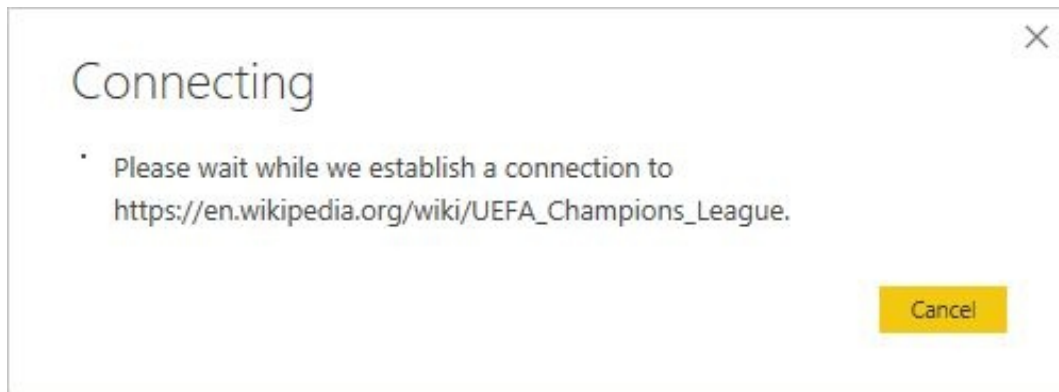 Connecting
Please wait while we establish a connection to
https://en.wikipedia.org/wiki/UEFA_Champions_League.
Cancel